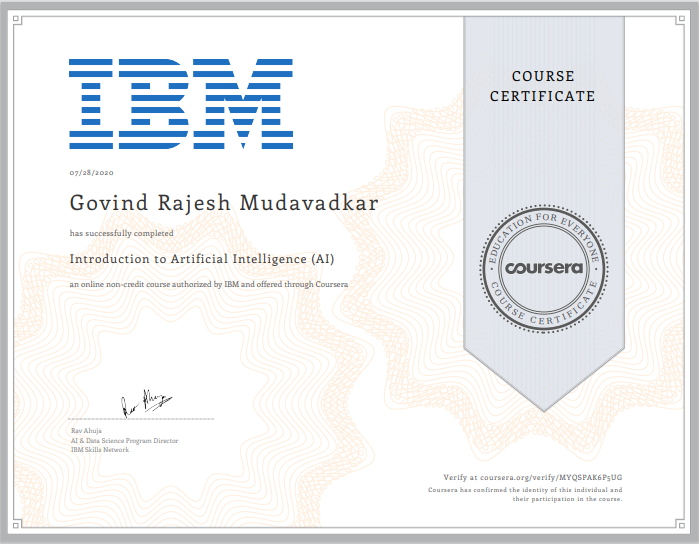 IBM
COURSE
CERTIFICATE
07/28/2020
Govind Rajesh Mudavadkar
has successfully completed
Introduction to Artificial Intelligence (AI)
an online non-credit course authorized by IBM and offered through Coursera
EDUCATION FOR EVERYONE
coursera
COURSE CERTIFICATE
Rav Ahuja
Rav Ahuja
AI & Data Science Program Director
IBM Skills Network
Verify at coursera.org/verify/MYQSPAK6P5UG
Coursera has confirmed the identity of this individual and
their participation in the course.